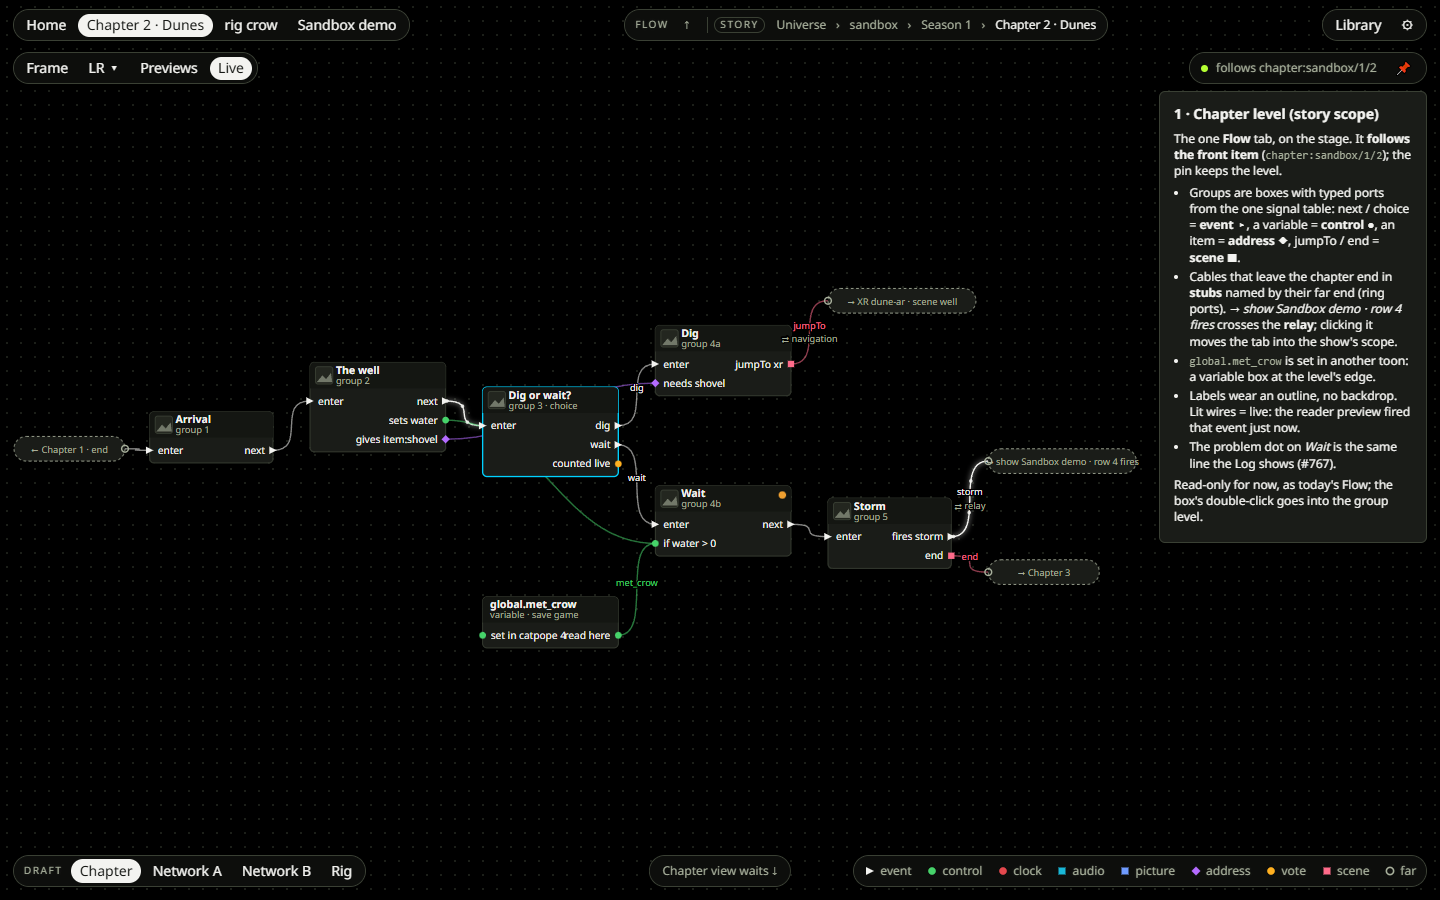 Home Chapter 2 · Dunes rig crow Sandbox demo
FLOW ↑ STORY Universe › sandbox › Season 1 › Chapter 2 · Dunes
Library ⚙
Frame LR ▾ Previews Live
follows chapter:sandbox/1/2
1 · Chapter level (story scope)
The one Flow tab, on the stage. It follows
the front item (chapter:sandbox/1/2); the
pin keeps the level.
• Groups are boxes with typed ports
from the one signal table: next / choice
= event ▸, a variable = control ●, an
item = address ◆, jumpTo / end =
scene ■.
• Cables that leave the chapter end in
stubs named by their far end (ring
ports). → show Sandbox demo · row 4
fires crosses the relay; clicking it
moves the tab into the show's scope.
• global.met_crow is set in another toon:
a variable box at the level's edge.
• Labels wear an outline, no backdrop.
Lit wires = live: the reader preview fired
that event just now.
• The problem dot on Wait is the same
line the Log shows (#767).
Read-only for now, as today's Flow; the
box's double-click goes into the group
level.
← Chapter 1 · end
Arrival
group 1
enter next
The well
group 2
enter next
sets water
gives item:shovel
Dig or wait?
group 3 · choice
enter dig
wait
counted live
dig
wait
Dig
group 4a
enter jumpTo xr
needs shovel
jumpTo
⇄ navigation
→ XR dune-ar · scene well
Wait
group 4b
enter next
if water > 0
met_crow
global.met_crow
variable · save game
set in catpope 4 read here
Storm
group 5
enter fires storm
end
storm
⇄ relay
show Sandbox demo · row 4 fires
end
→ Chapter 3
DRAFT Chapter Network A Network B Rig
Chapter view waits ↓
event control clock audio picture address vote scene far